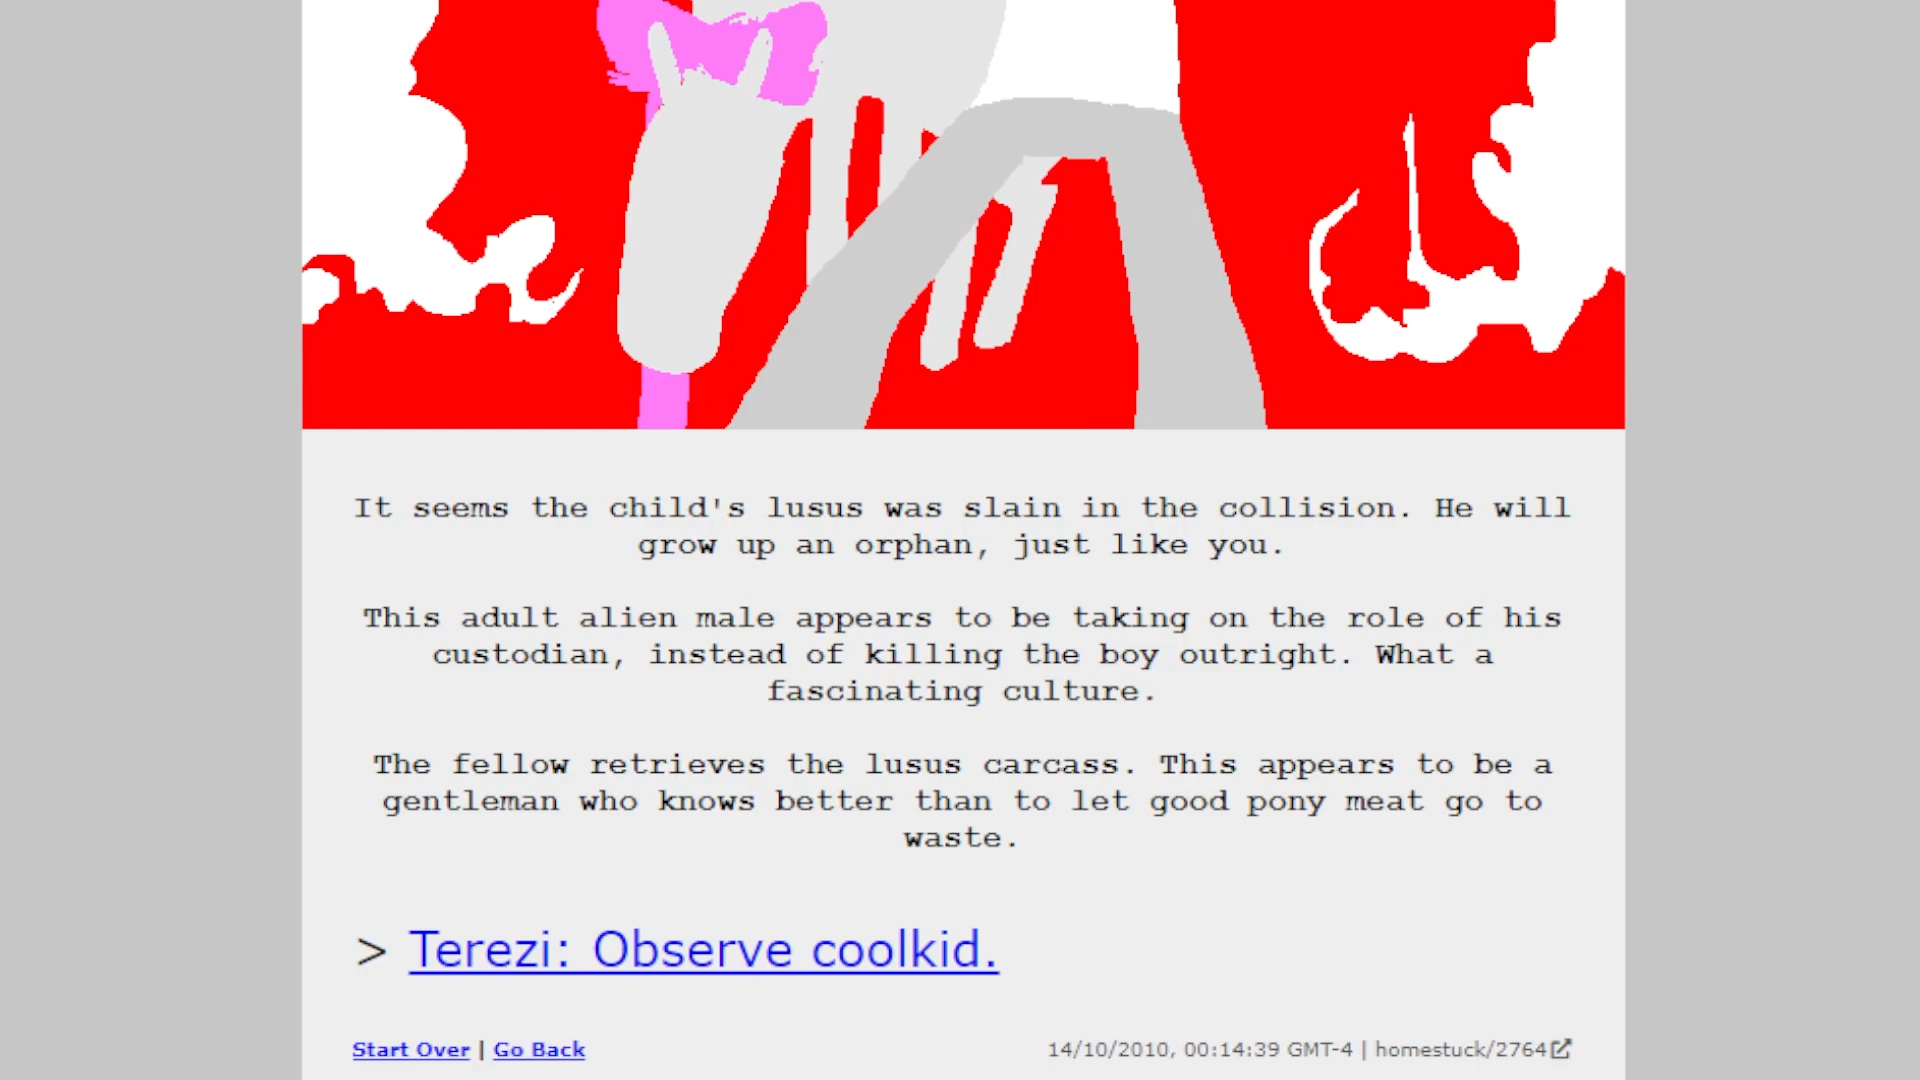 It seems the child's lusus was slain in the collision. He will
grow up an orphan, just like you.
This adult alien male appears to be taking on the role of his
custodian, instead of killing the boy outright. What a
fascinating culture.
The fellow retrieves the lusus carcass. This appears to be a
gentleman who knows better than to let good pony meat go to
waste.
> Terezi: Observe coolkid.
Start Over | Go Back
14/10/2010, 00:14:39 GMT-4 | homestuck/2764